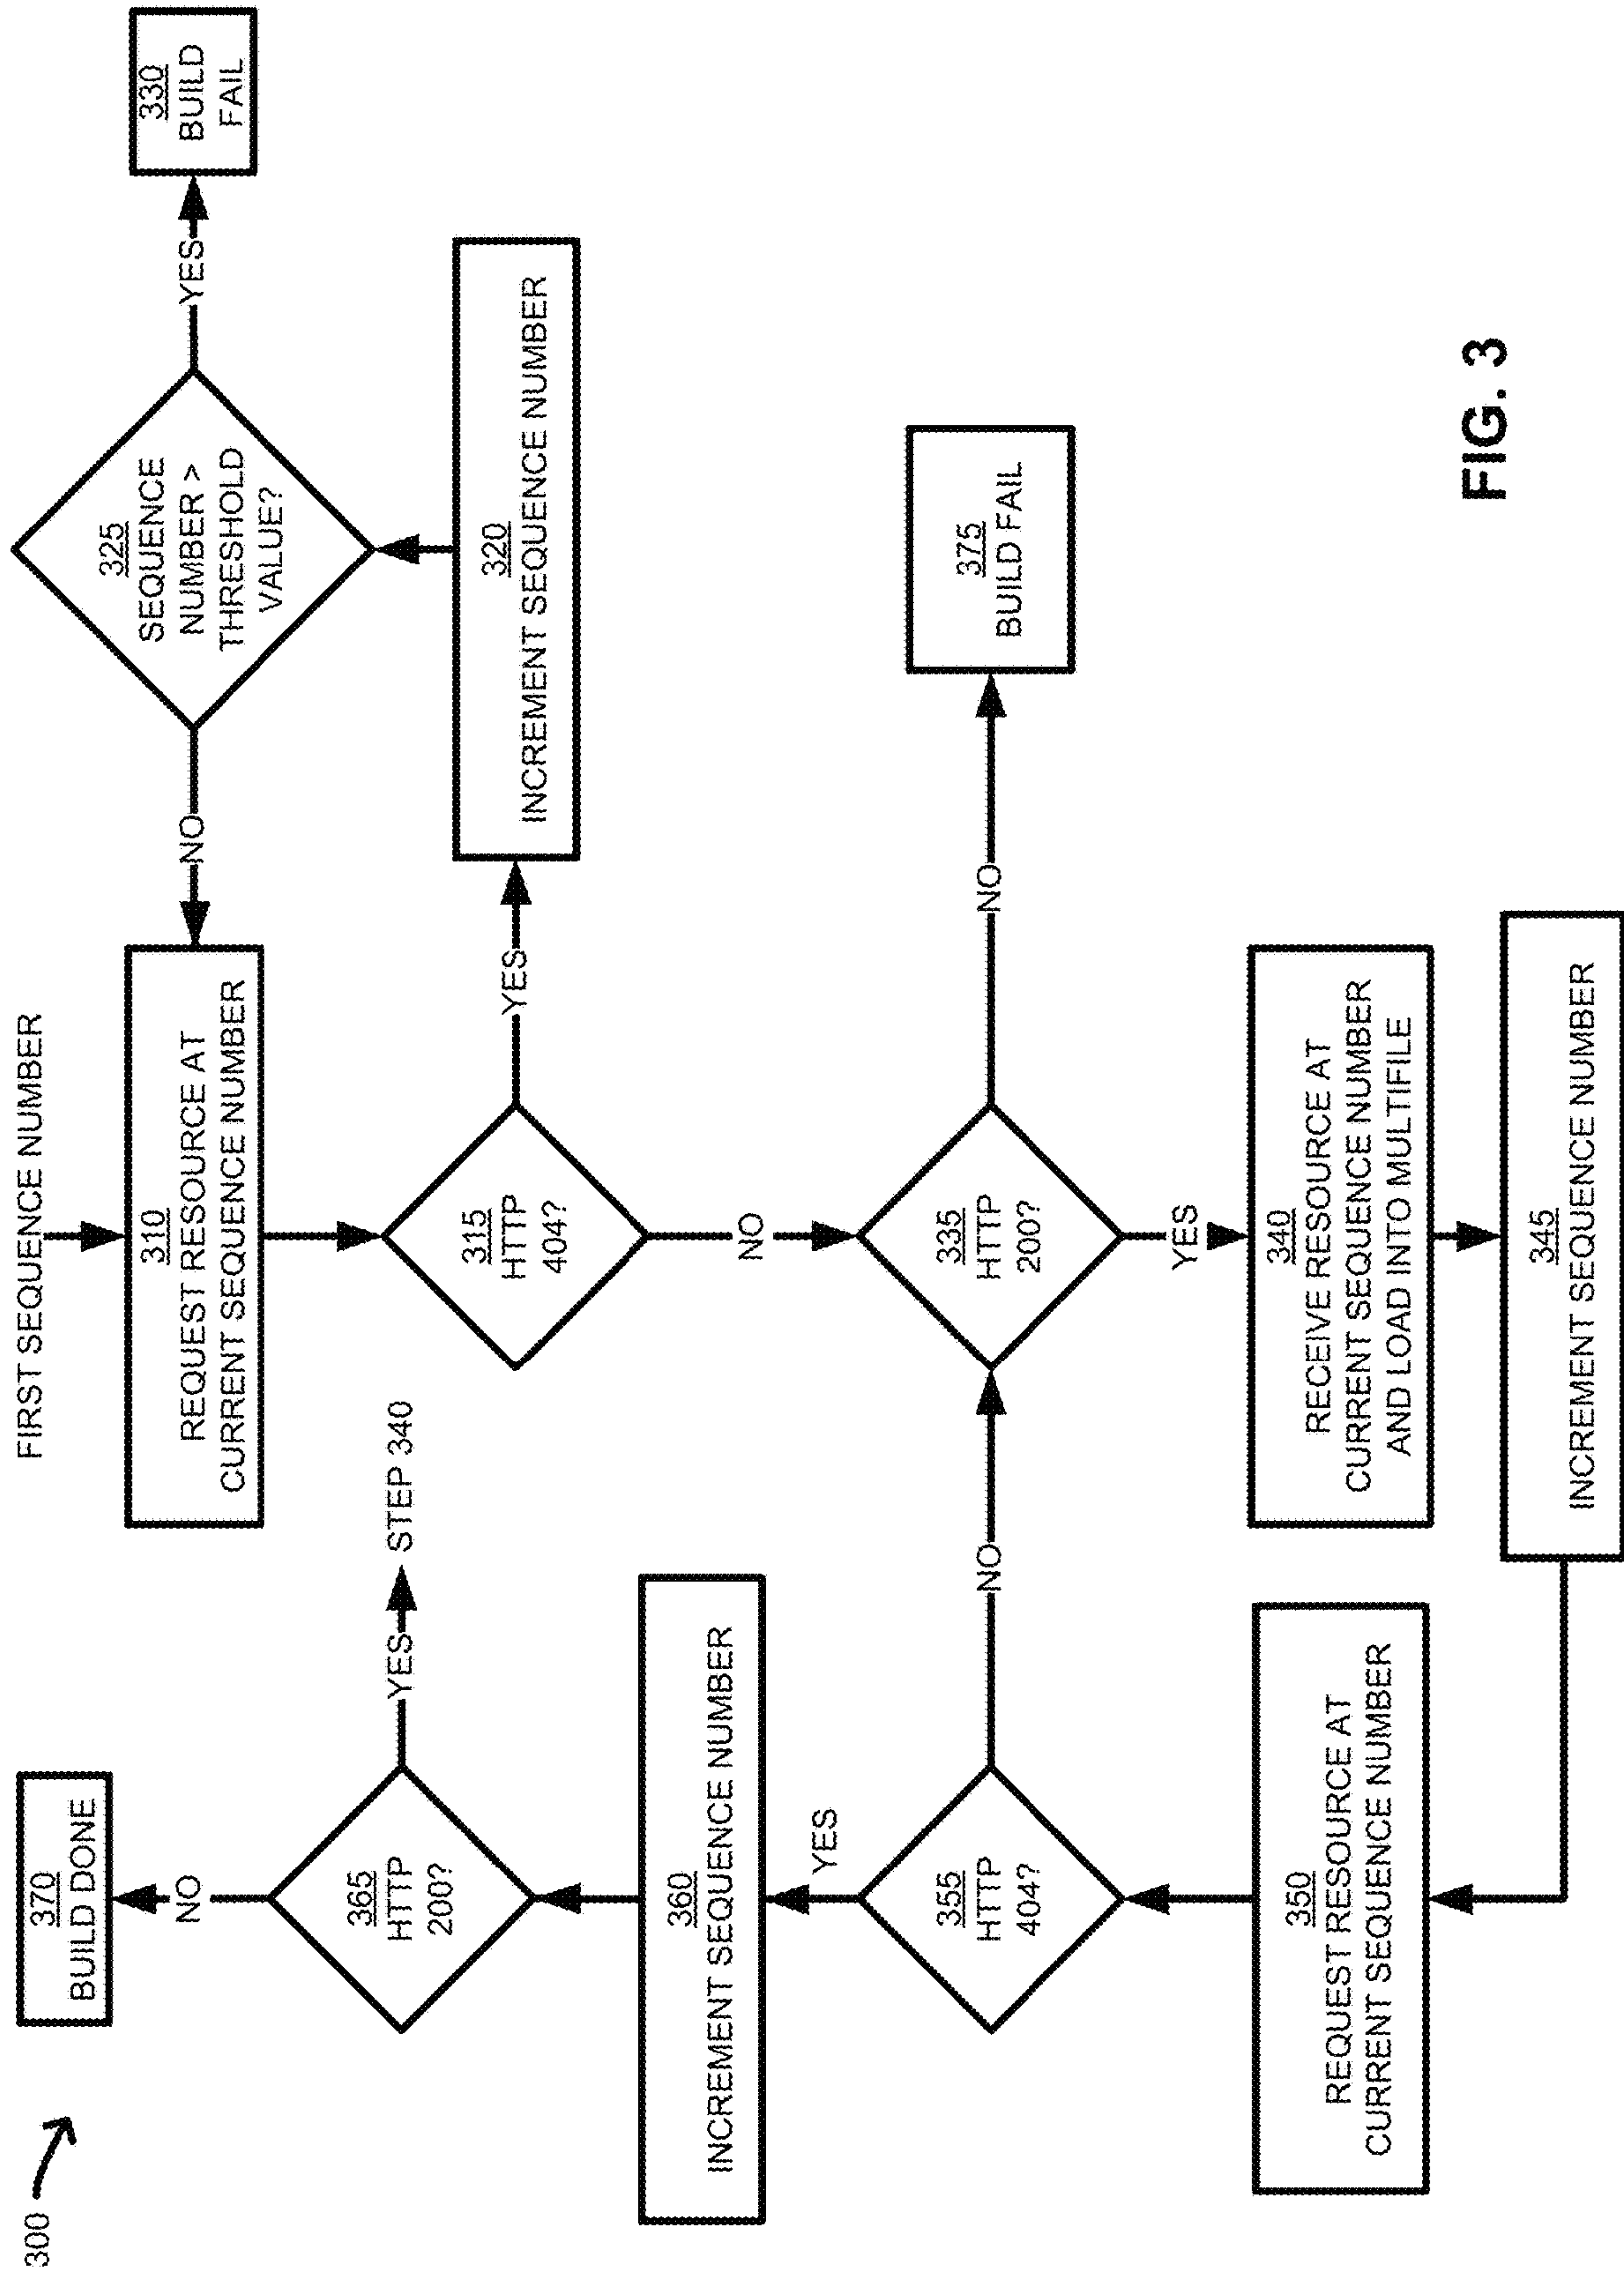 300
FIRST SEQUENCE NUMBER
310
REQUEST RESOURCE AT
CURRENT SEQUENCE NUMBER
NO
325
SEQUENCE
NUMBER >
THRESHOLD
VALUE?
YES
330
BUILD
FAIL
315
HTTP
404?
YES
320
INCREMENT SEQUENCE NUMBER
NO
370
BUILD DONE
NO
365
HTTP
200?
YES
STEP 340
360
INCREMENT SEQUENCE NUMBER
YES
355
HTTP
404?
NO
335
HTTP
200?
NO
375
BUILD FAIL
YES
340
RECEIVE RESOURCE AT
CURRENT SEQUENCE NUMBER
AND LOAD INTO MULTIFILE
350
REQUEST RESOURCE AT
CURRENT SEQUENCE NUMBER
345
INCREMENT SEQUENCE NUMBER
FIG. 3